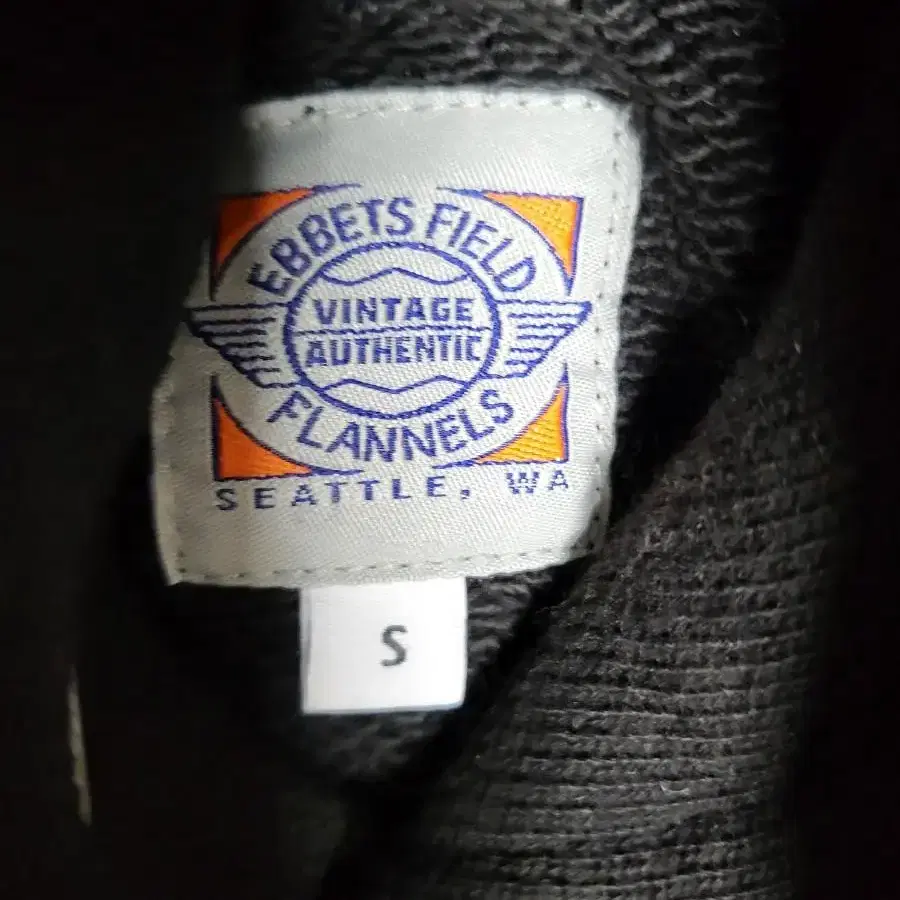 EBBETS FIELD
VINTAGE
AUTHENTIC
FLANNELS
SEATTLE, WA
S